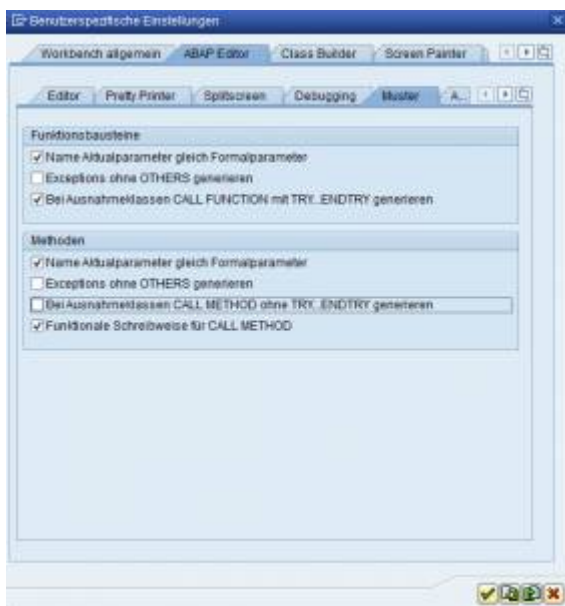 Benutzerspezifische Einstellungen
Workbench allgemein ABAP Editor Class Builder Screen Painter
Editor Pretty Printer Splitscreen Debugging Muster A...
Funktionsbausteine
Name Aktualparameter gleich Formalparameter
Exceptions ohne OTHERS generieren
Bei Ausnahmeklassen CALL FUNCTION mit TRY...ENDTRY generieren
Methoden
Name Aktualparameter gleich Formalparameter
Exceptions ohne OTHERS generieren
Bei Ausnahmeklassen CALL METHOD ohne TRY...ENDTRY generieren
Funktionale Schreibweise für CALL METHOD